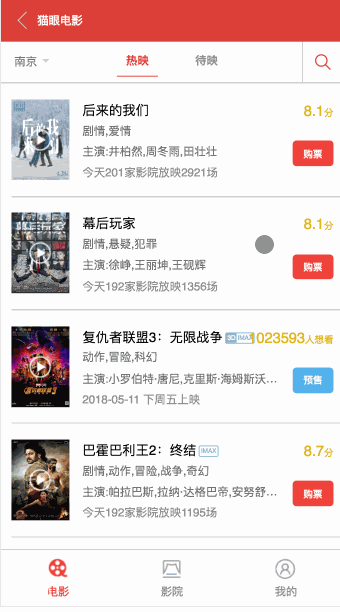 猫眼电影
南京 热映 待映
后来的我们 8.1分
剧情,爱情
主演:井柏然,周冬雨,田壮壮 购票
今天201家影院放映2921场
幕后玩家 8.1分
剧情,悬疑,犯罪
主演:徐峥,王丽坤,王砚辉 购票
今天192家影院放映1356场
复仇者联盟3：无限战争 3D IMAX 1023593人想看
动作,冒险,科幻
主演:小罗伯特·唐尼,克里斯·海姆斯沃... 预售
2018-05-11 下周五上映
巴霍巴利王2：终结 IMAX 8.7分
剧情,动作,冒险,战争,奇幻
主演:帕拉巴斯,拉纳·达格巴帝,安努舒... 购票
今天192家影院放映1195场
电影 影院 我的